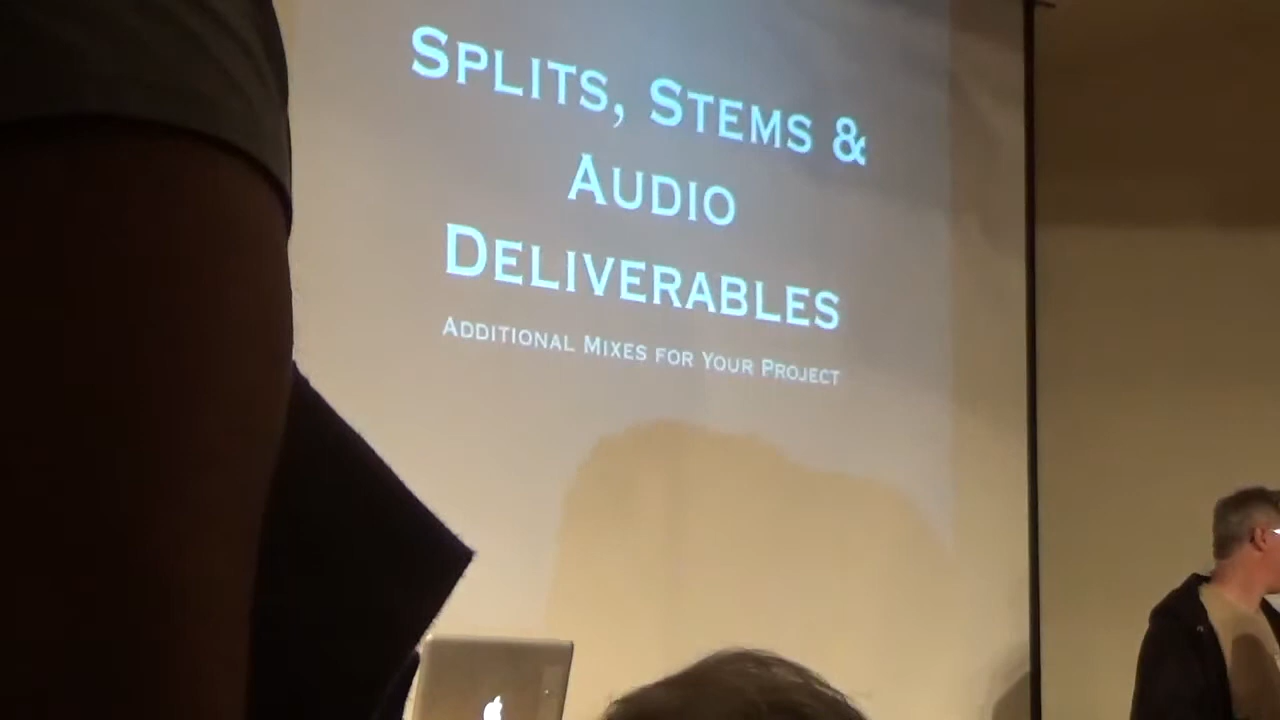 Splits, Stems &
Audio
Deliverables
Additional Mixes for Your Project